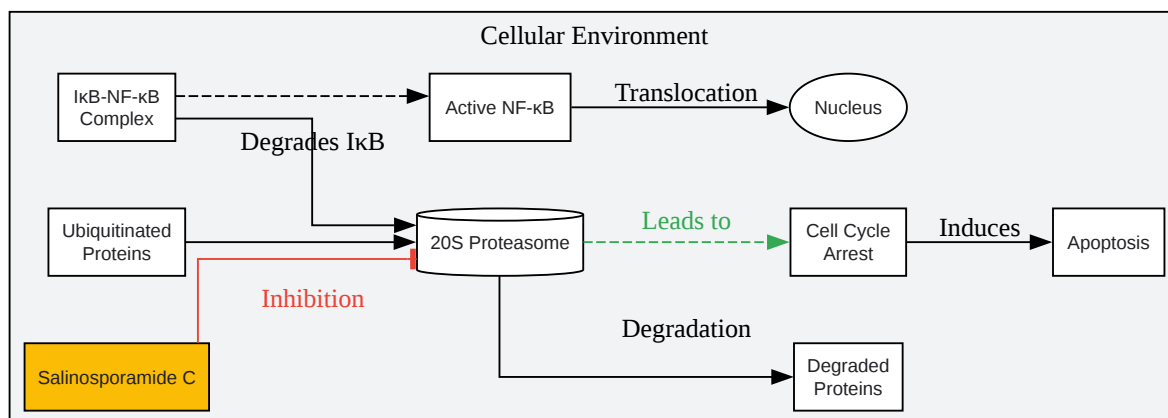 Cellular Environment
IκB-NF-κB
Complex
Active NF-κB
Translocation
Nucleus
Degrades IκB
Ubiquitinated
Proteins
20S Proteasome
Leads to
Cell Cycle
Arrest
Induces
Apoptosis
Inhibition
Degradation
Salinosporamide C
Degraded
Proteins